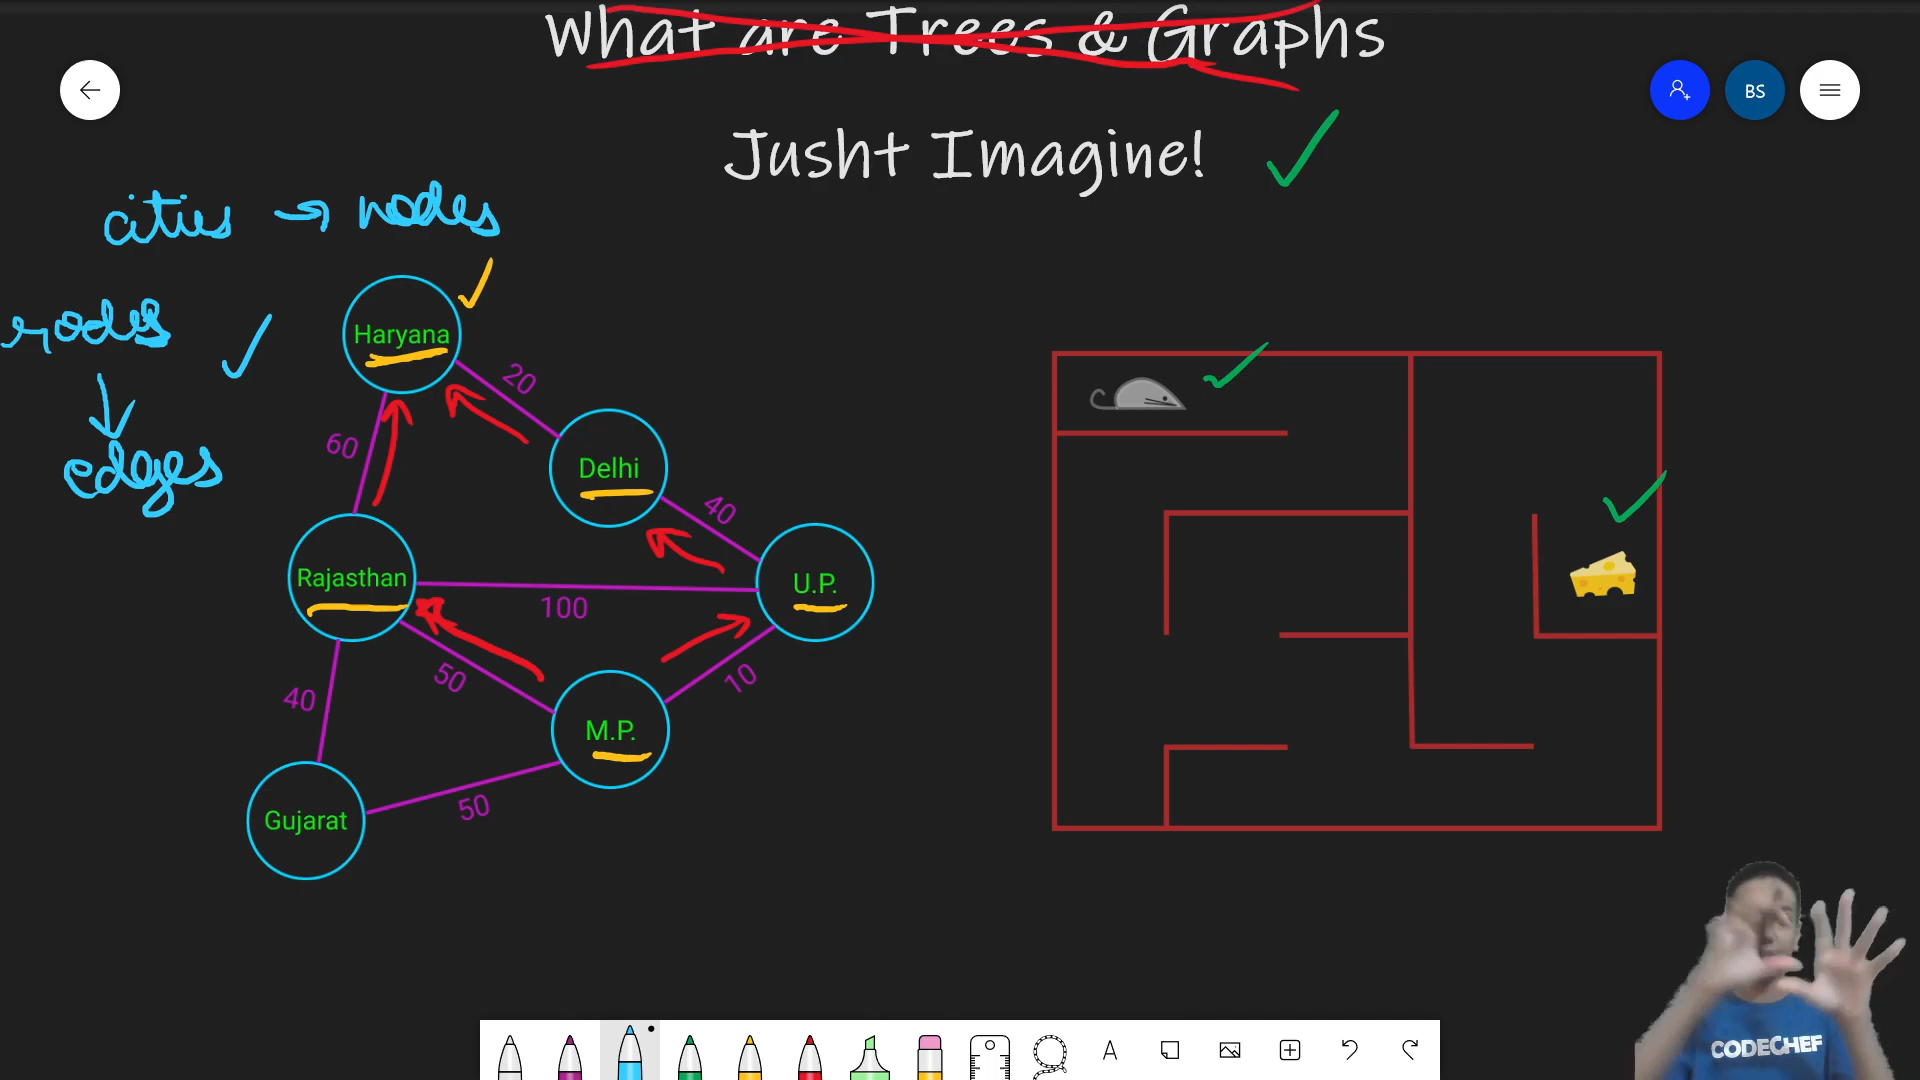 What are Trees & Graphs
BS
Jusht Imagine!
cities → nodes
Haryana
roads
20
60
edges
Delhi
40
Rajasthan
U.P.
100
50
10
40
M.P.
50
Gujarat
CODECHEF
A